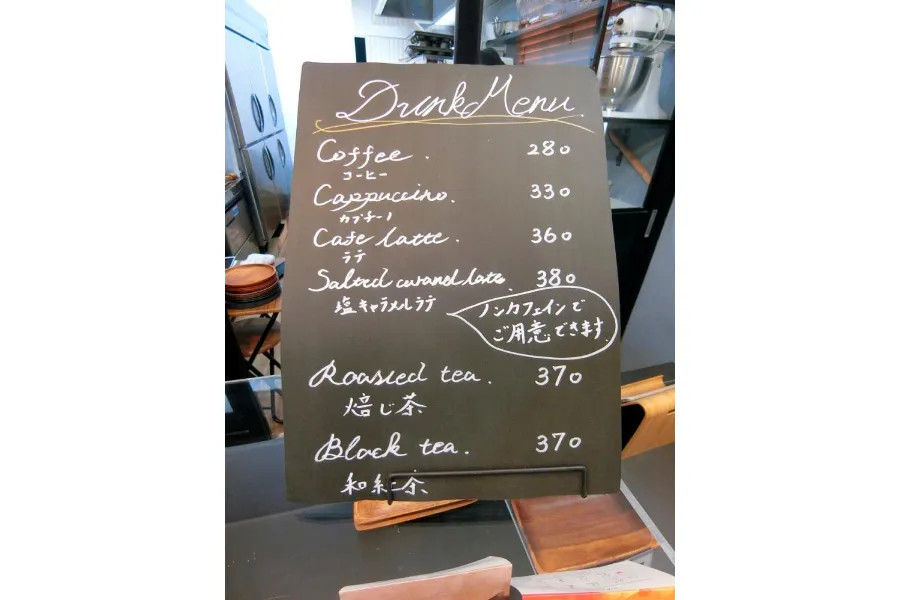 Drink Menu
Coffee. 280
コーヒー
Cappuccino. 330
カプチーノ
Cafe latte. 360
ラテ
Salted caramel latte. 380
塩キャラメルラテ
ノンカフェインで
ご用意できます
Roasted tea. 370
焙じ茶
Black tea. 370
和紅茶